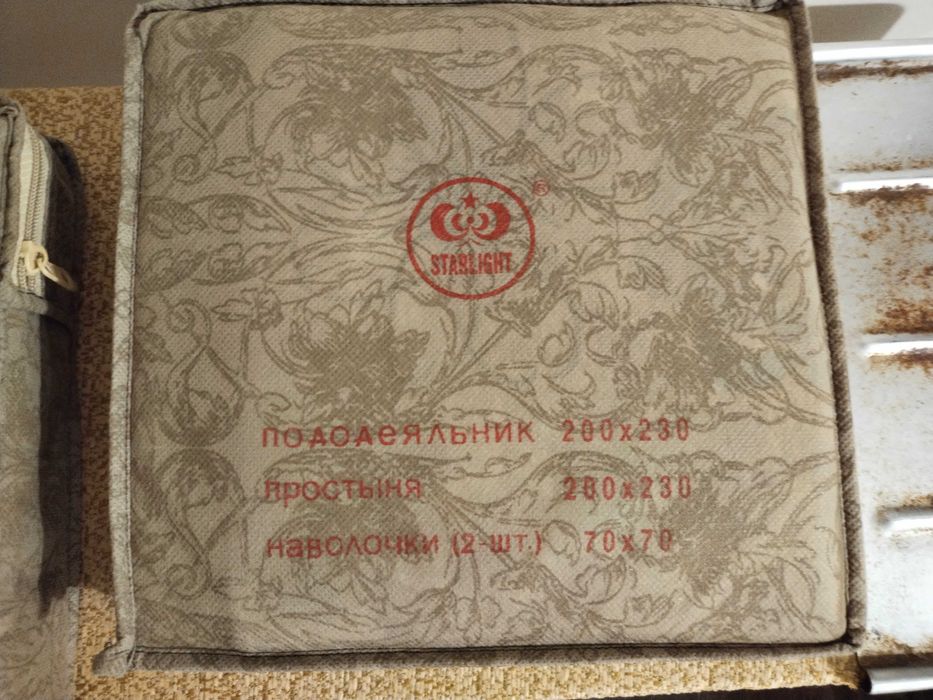 ®
STARLIGHT
пододеяльник 200x230
простыня 200x230
наволочки (2-шт.) 70x70